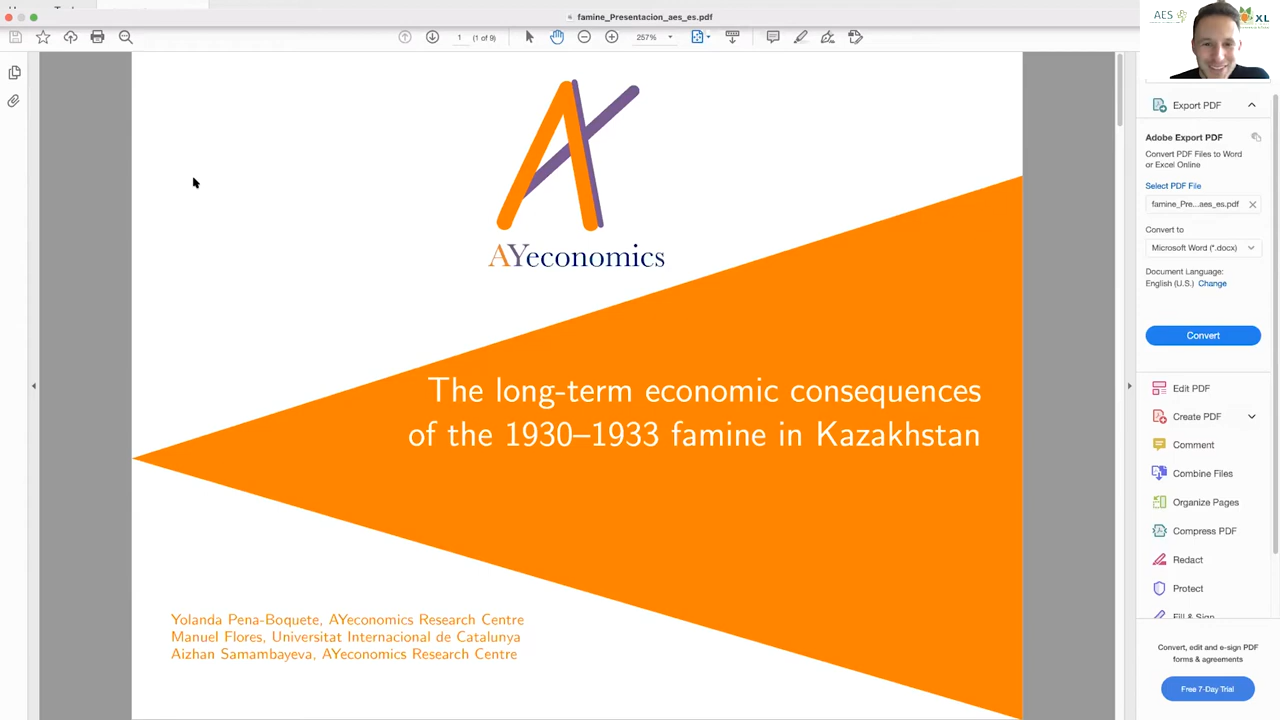 famine_Presentacion_aes_es.pdf
1
(1 of 9)
257%
AES
XL
AYeconomics
The long-term economic consequences
of the 1930–1933 famine in Kazakhstan
Yolanda Pena-Boquete, AYeconomics Research Centre
Manuel Flores, Universitat Internacional de Catalunya
Aizhan Samambayeva, AYeconomics Research Centre
Export PDF
Adobe Export PDF
Convert PDF Files to Word
or Excel Online
Select PDF File
famine_Pre...aes_es.pdf
Convert to
Microsoft Word (*.docx)
Document Language:
English (U.S.) Change
Convert
Edit PDF
Create PDF
Comment
Combine Files
Organize Pages
Compress PDF
Redact
Protect
Fill & Sign
Convert, edit and e-sign PDF
forms & agreements
Free 7-Day Trial